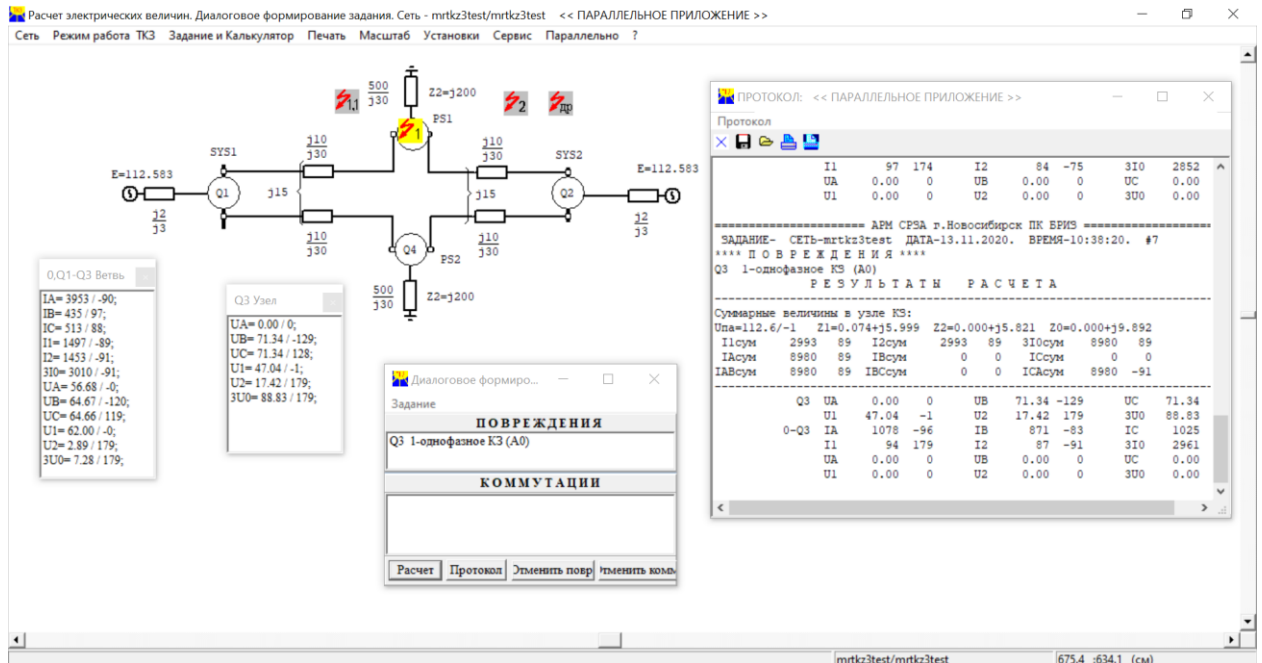 Расчет электрических величин. Диалоговое формирование задания. Сеть - mrtkz3test/mrtkz3test << ПАРАЛЛЕЛЬНОЕ ПРИЛОЖЕНИЕ >>
Сеть Режим работа ТКЗ Задание и Калькулятор Печать Масштаб Установки Сервис Параллельно ?
500
j30
Z2=j200
1,1
2
др
PS1
1
j10
j30
j10
j30
SYS1
SYS2
E=112.583
E=112.583
Q1
j15
j15
Q2
j2
j3
j2
j3
j10
j30
j10
j30
Q4
PS2
500
j30
Z2=j200
0,Q1-Q3 Ветвь
IA= 3953 / -90;
IB= 435 / 97;
IC= 513 / 88;
I1= 1497 / -89;
I2= 1453 / -91;
3I0= 3010 / -91;
UA= 56.68 / -0;
UB= 64.67 / -120;
UC= 64.66 / 119;
U1= 62.00 / -0;
U2= 2.89 / 179;
3U0= 7.28 / 179;
Q3 Узел
UA= 0.00 / 0;
UB= 71.34 / -129;
UC= 71.34 / 128;
U1= 47.04 / -1;
U2= 17.42 / 179;
3U0= 88.83 / 179;
Диалоговое формиро...
Задание
ПОВРЕЖДЕНИЯ
Q3 1-однофазное КЗ (A0)
КОММУТАЦИИ
Расчет Протокол Отменить повр тменить комм
ПРОТОКОЛ: << ПАРАЛЛЕЛЬНОЕ ПРИЛОЖЕНИЕ >>
Протокол
I1 97 174 I2 84 -75 3I0 2852
UA 0.00 0 UB 0.00 0 UC 0.00
U1 0.00 0 U2 0.00 0 3U0 0.00
====================== АРМ СРЗА г.Новосибирск ПК БРИЗ ===================
ЗАДАНИЕ- СЕТЬ-mrtkz3test ДАТА-13.11.2020. ВРЕМЯ-10:38:20. #7
**** П О В Р Е Ж Д Е Н И Я ****
Q3 1-однофазное КЗ (A0)
Р Е З У Л Ь Т А Т Ы Р А С Ч Е Т А
Суммарные величины в узле КЗ:
Uпа=112.6/-1 Z1=0.074+j5.999 Z2=0.000+j5.821 Z0=0.000+j9.892
I1сум 2993 89 I2сум 2993 89 3I0сум 8980 89
IAсум 8980 89 IBсум 0 0 ICсум 0 0
IABсум 8980 89 IBCсум 0 0 ICAсум 8980 -91
Q3 UA 0.00 0 UB 71.34 -129 UC 71.34
U1 47.04 -1 U2 17.42 179 3U0 88.83
0-Q3 IA 1078 -96 IB 871 -83 IC 1025
I1 94 179 I2 87 -91 3I0 2961
UA 0.00 0 UB 0.00 0 UC 0.00
U1 0.00 0 U2 0.00 0 3U0 0.00
mrtkz3test/mrtkz3test 675.4 :634.1 (см)